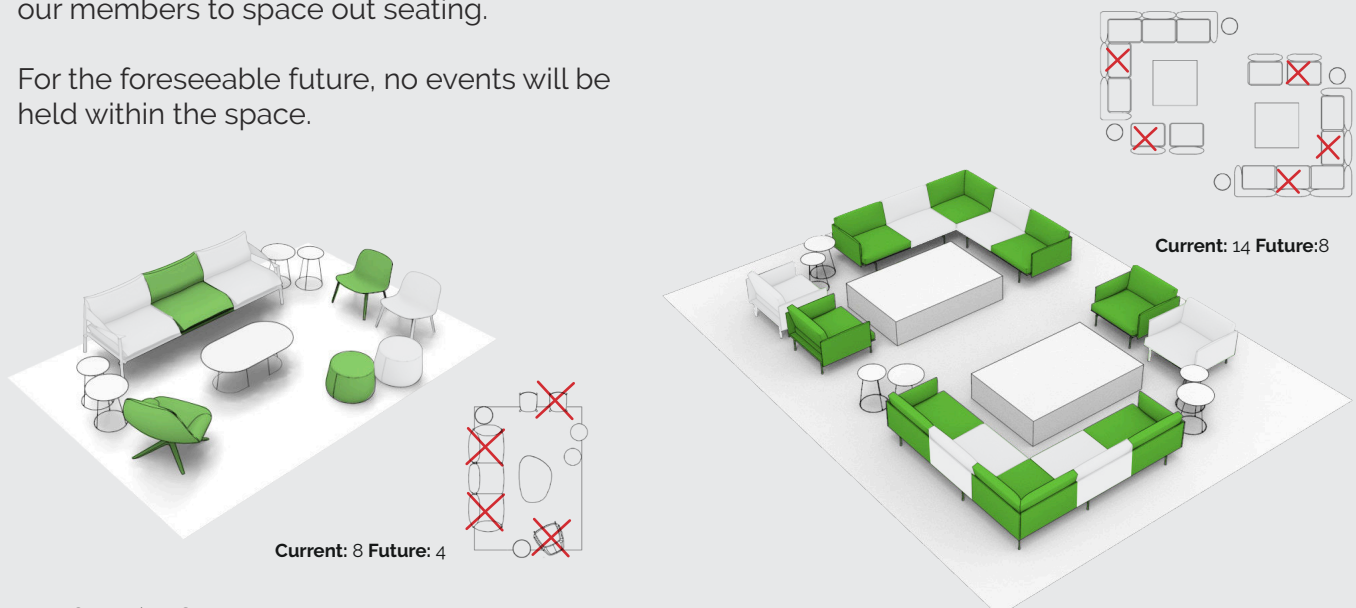 our members to space out seating.
For the foreseeable future, no events will be
held within the space.
Current: 14 Future:8
Current: 8 Future: 4